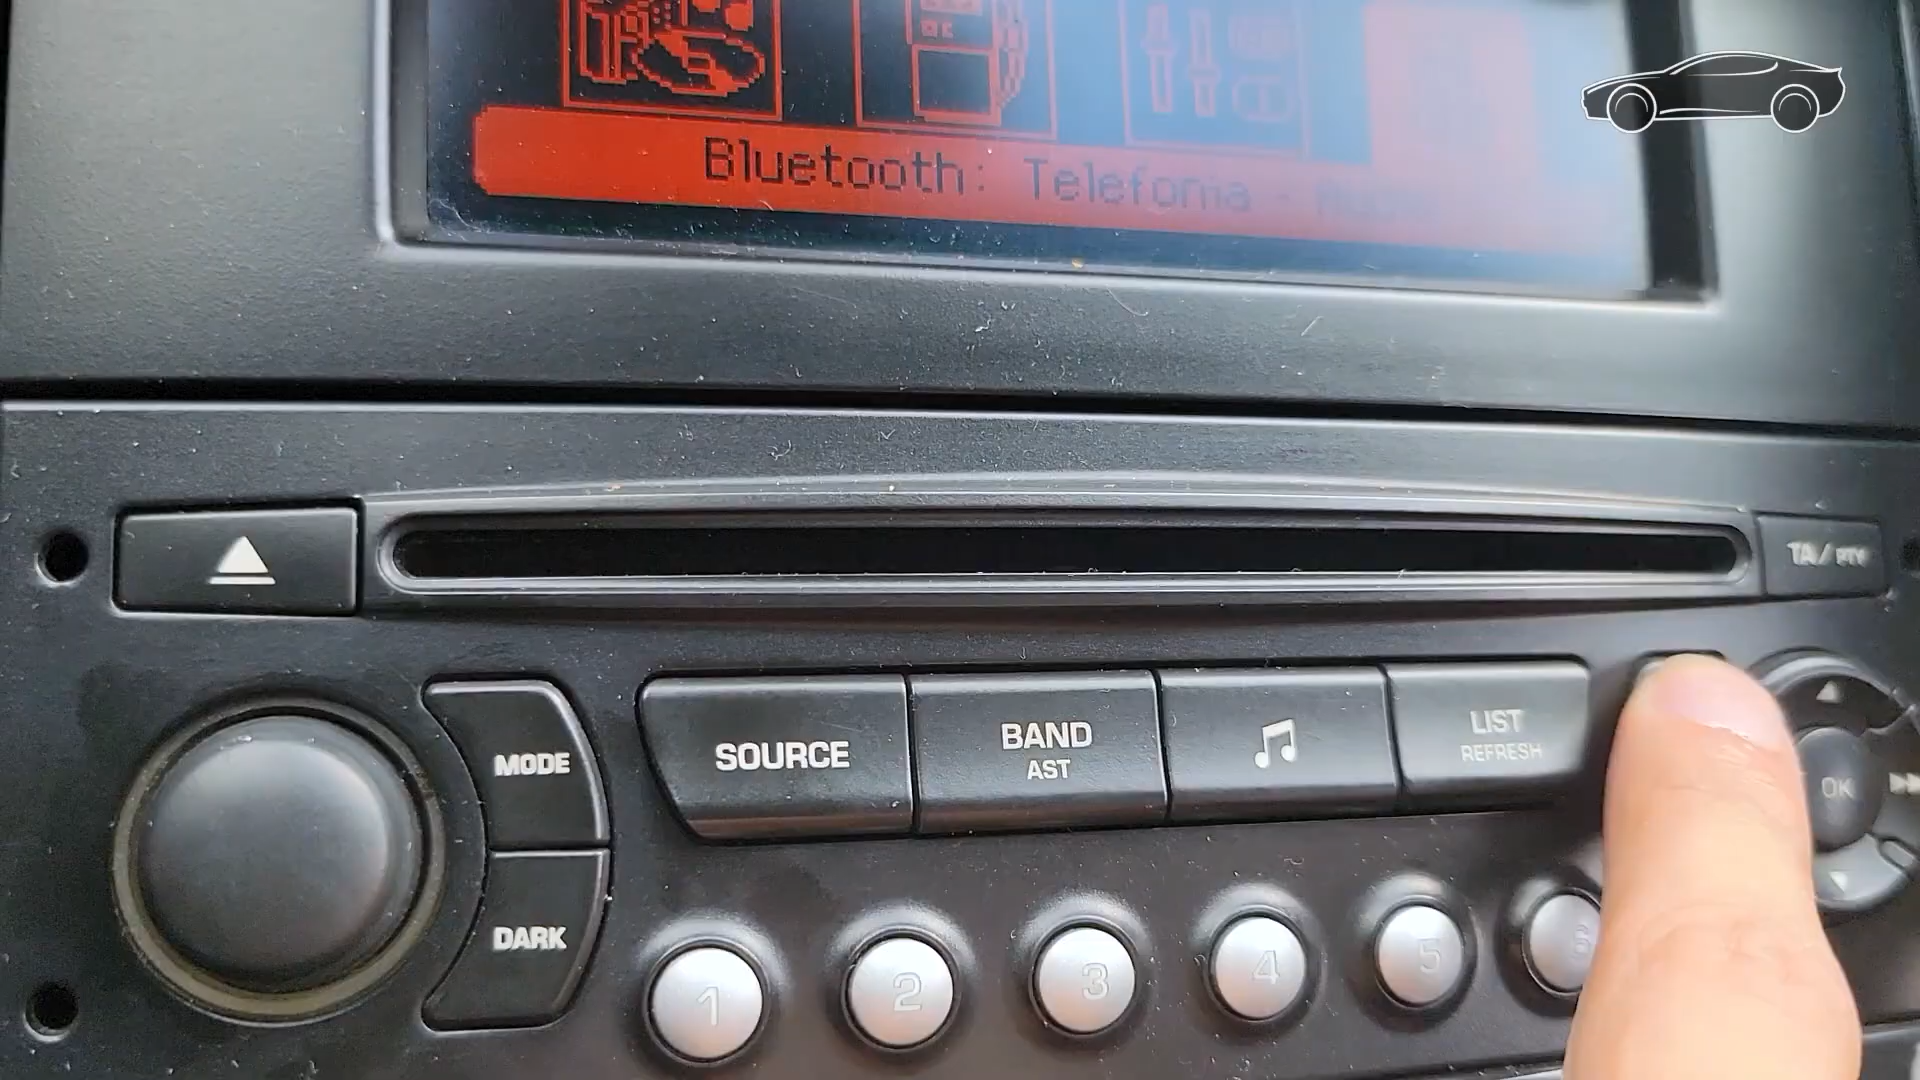 Bluetooth: Telefonia -
TA / PTY
SOURCE
BAND
AST
LIST
REFRESH
MODE
OK
DARK
1
2
3
4
5
6